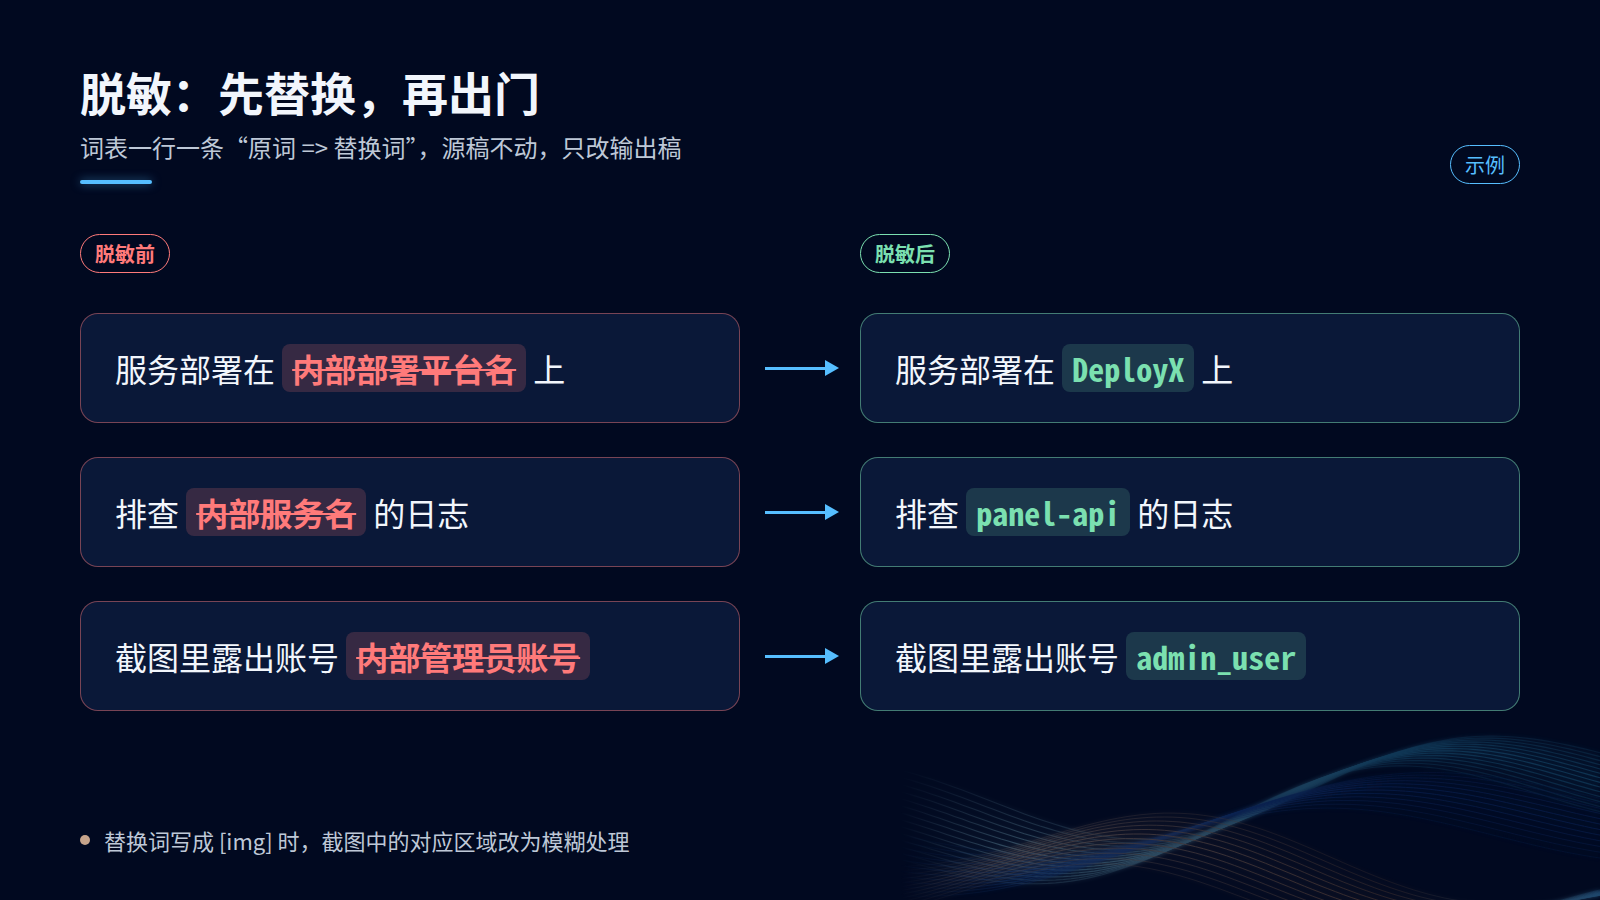 脱敏：先替换，再出门
词表一行一条“原词 => 替换词”，源稿不动，只改输出稿
示例
脱敏前
脱敏后
服务部署在 内部部署平台名 上
服务部署在 DeployX 上
排查 内部服务名 的日志
排查 panel-api 的日志
截图里露出账号 内部管理员账号
截图里露出账号 admin_user
替换词写成 [img] 时，截图中的对应区域改为模糊处理